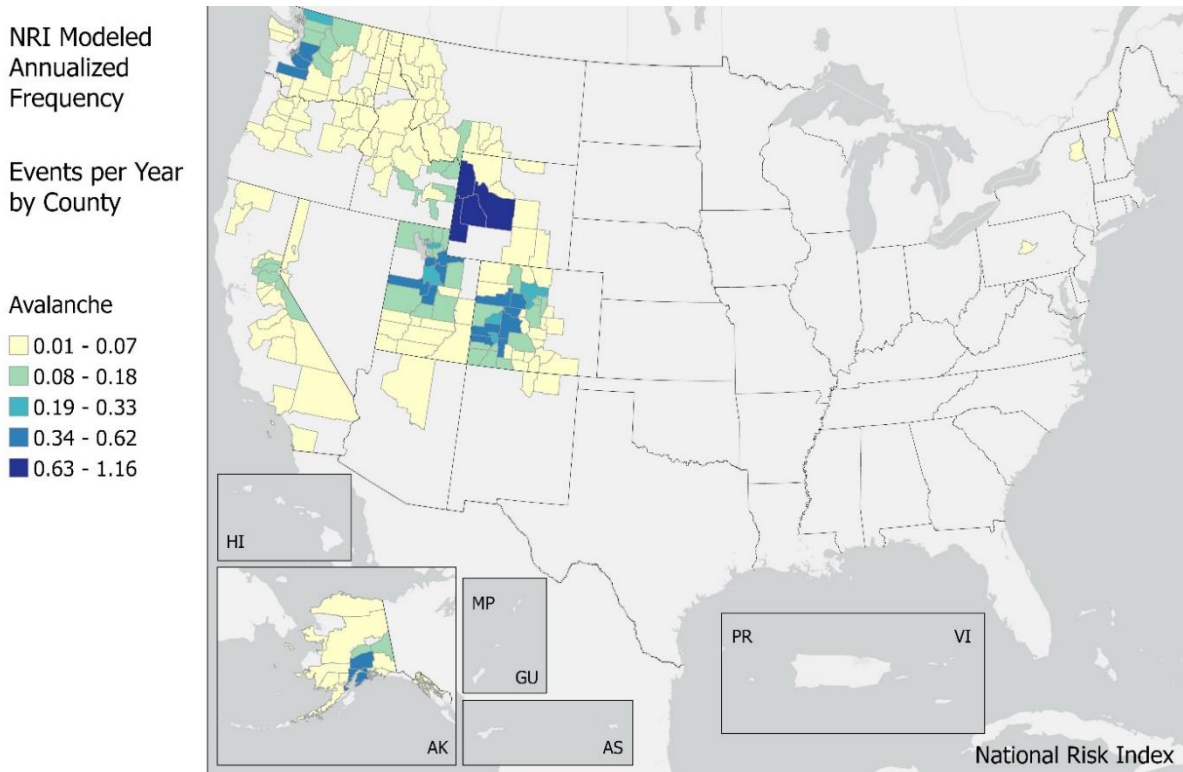 NRI Modeled
Annualized
Frequency
Events per Year
by County
Avalanche
0.01 - 0.07
0.08 - 0.18
0.19 - 0.33
0.34 - 0.62
0.63 - 1.16
HI
AK
MP
GU
AS
PR
VI
National Risk Index